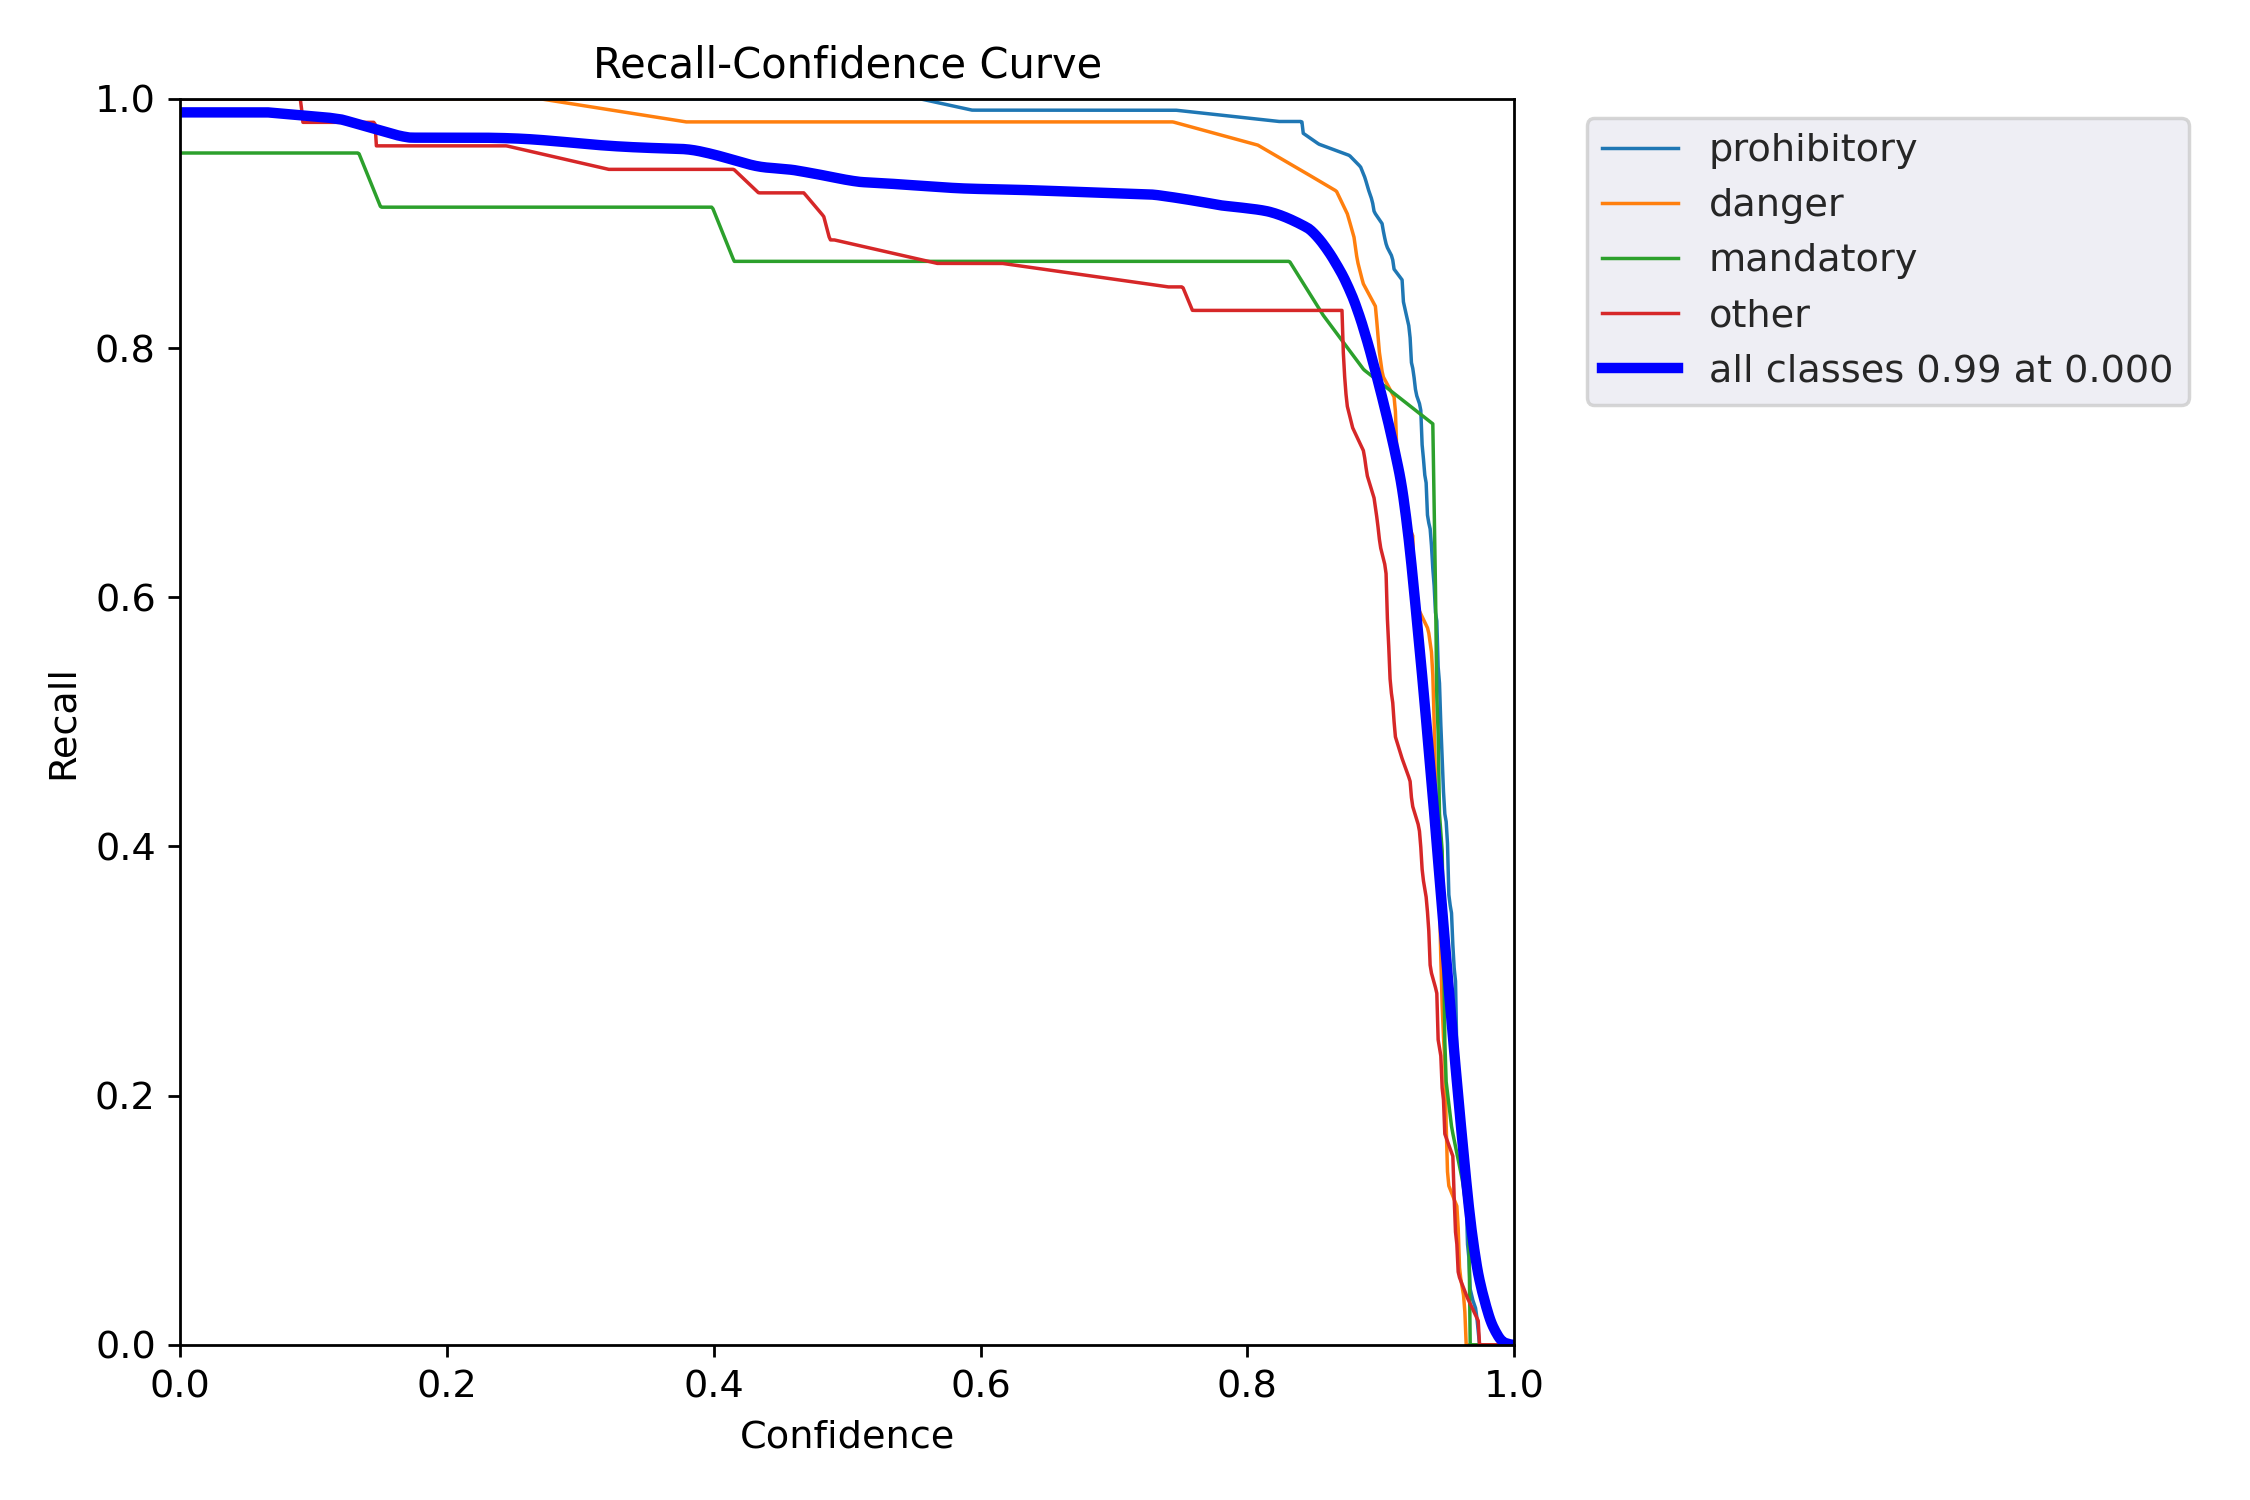 Recall-Confidence Curve
1.0
0.8
0.6
0.4
0.2
0.0
Recall
0.0 0.2 0.4 0.6 0.8 1.0
Confidence
prohibitory
danger
mandatory
other
all classes 0.99 at 0.000